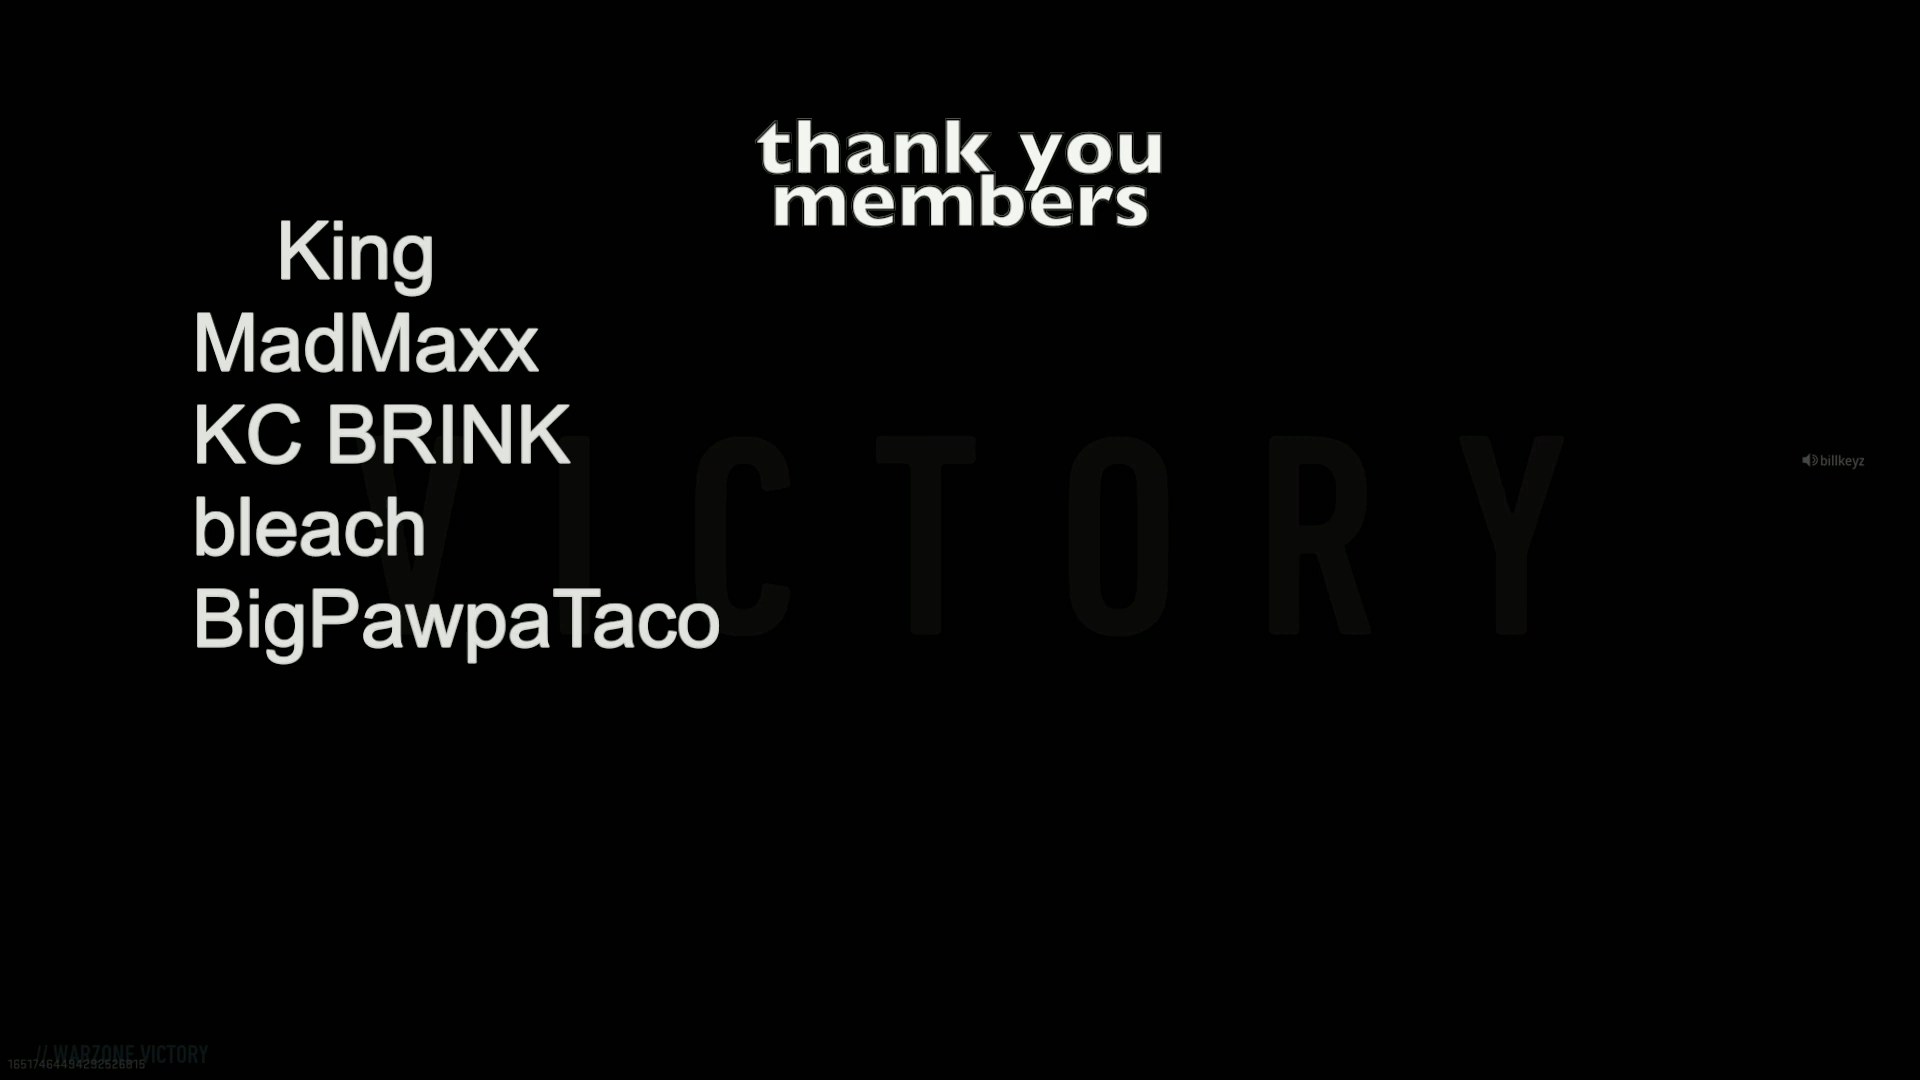 thank you
members
King
MadMaxx
KC BRINK
bleach
BigPawpaTaco
VICTORY
billkeyz
// WARZONE VICTORY